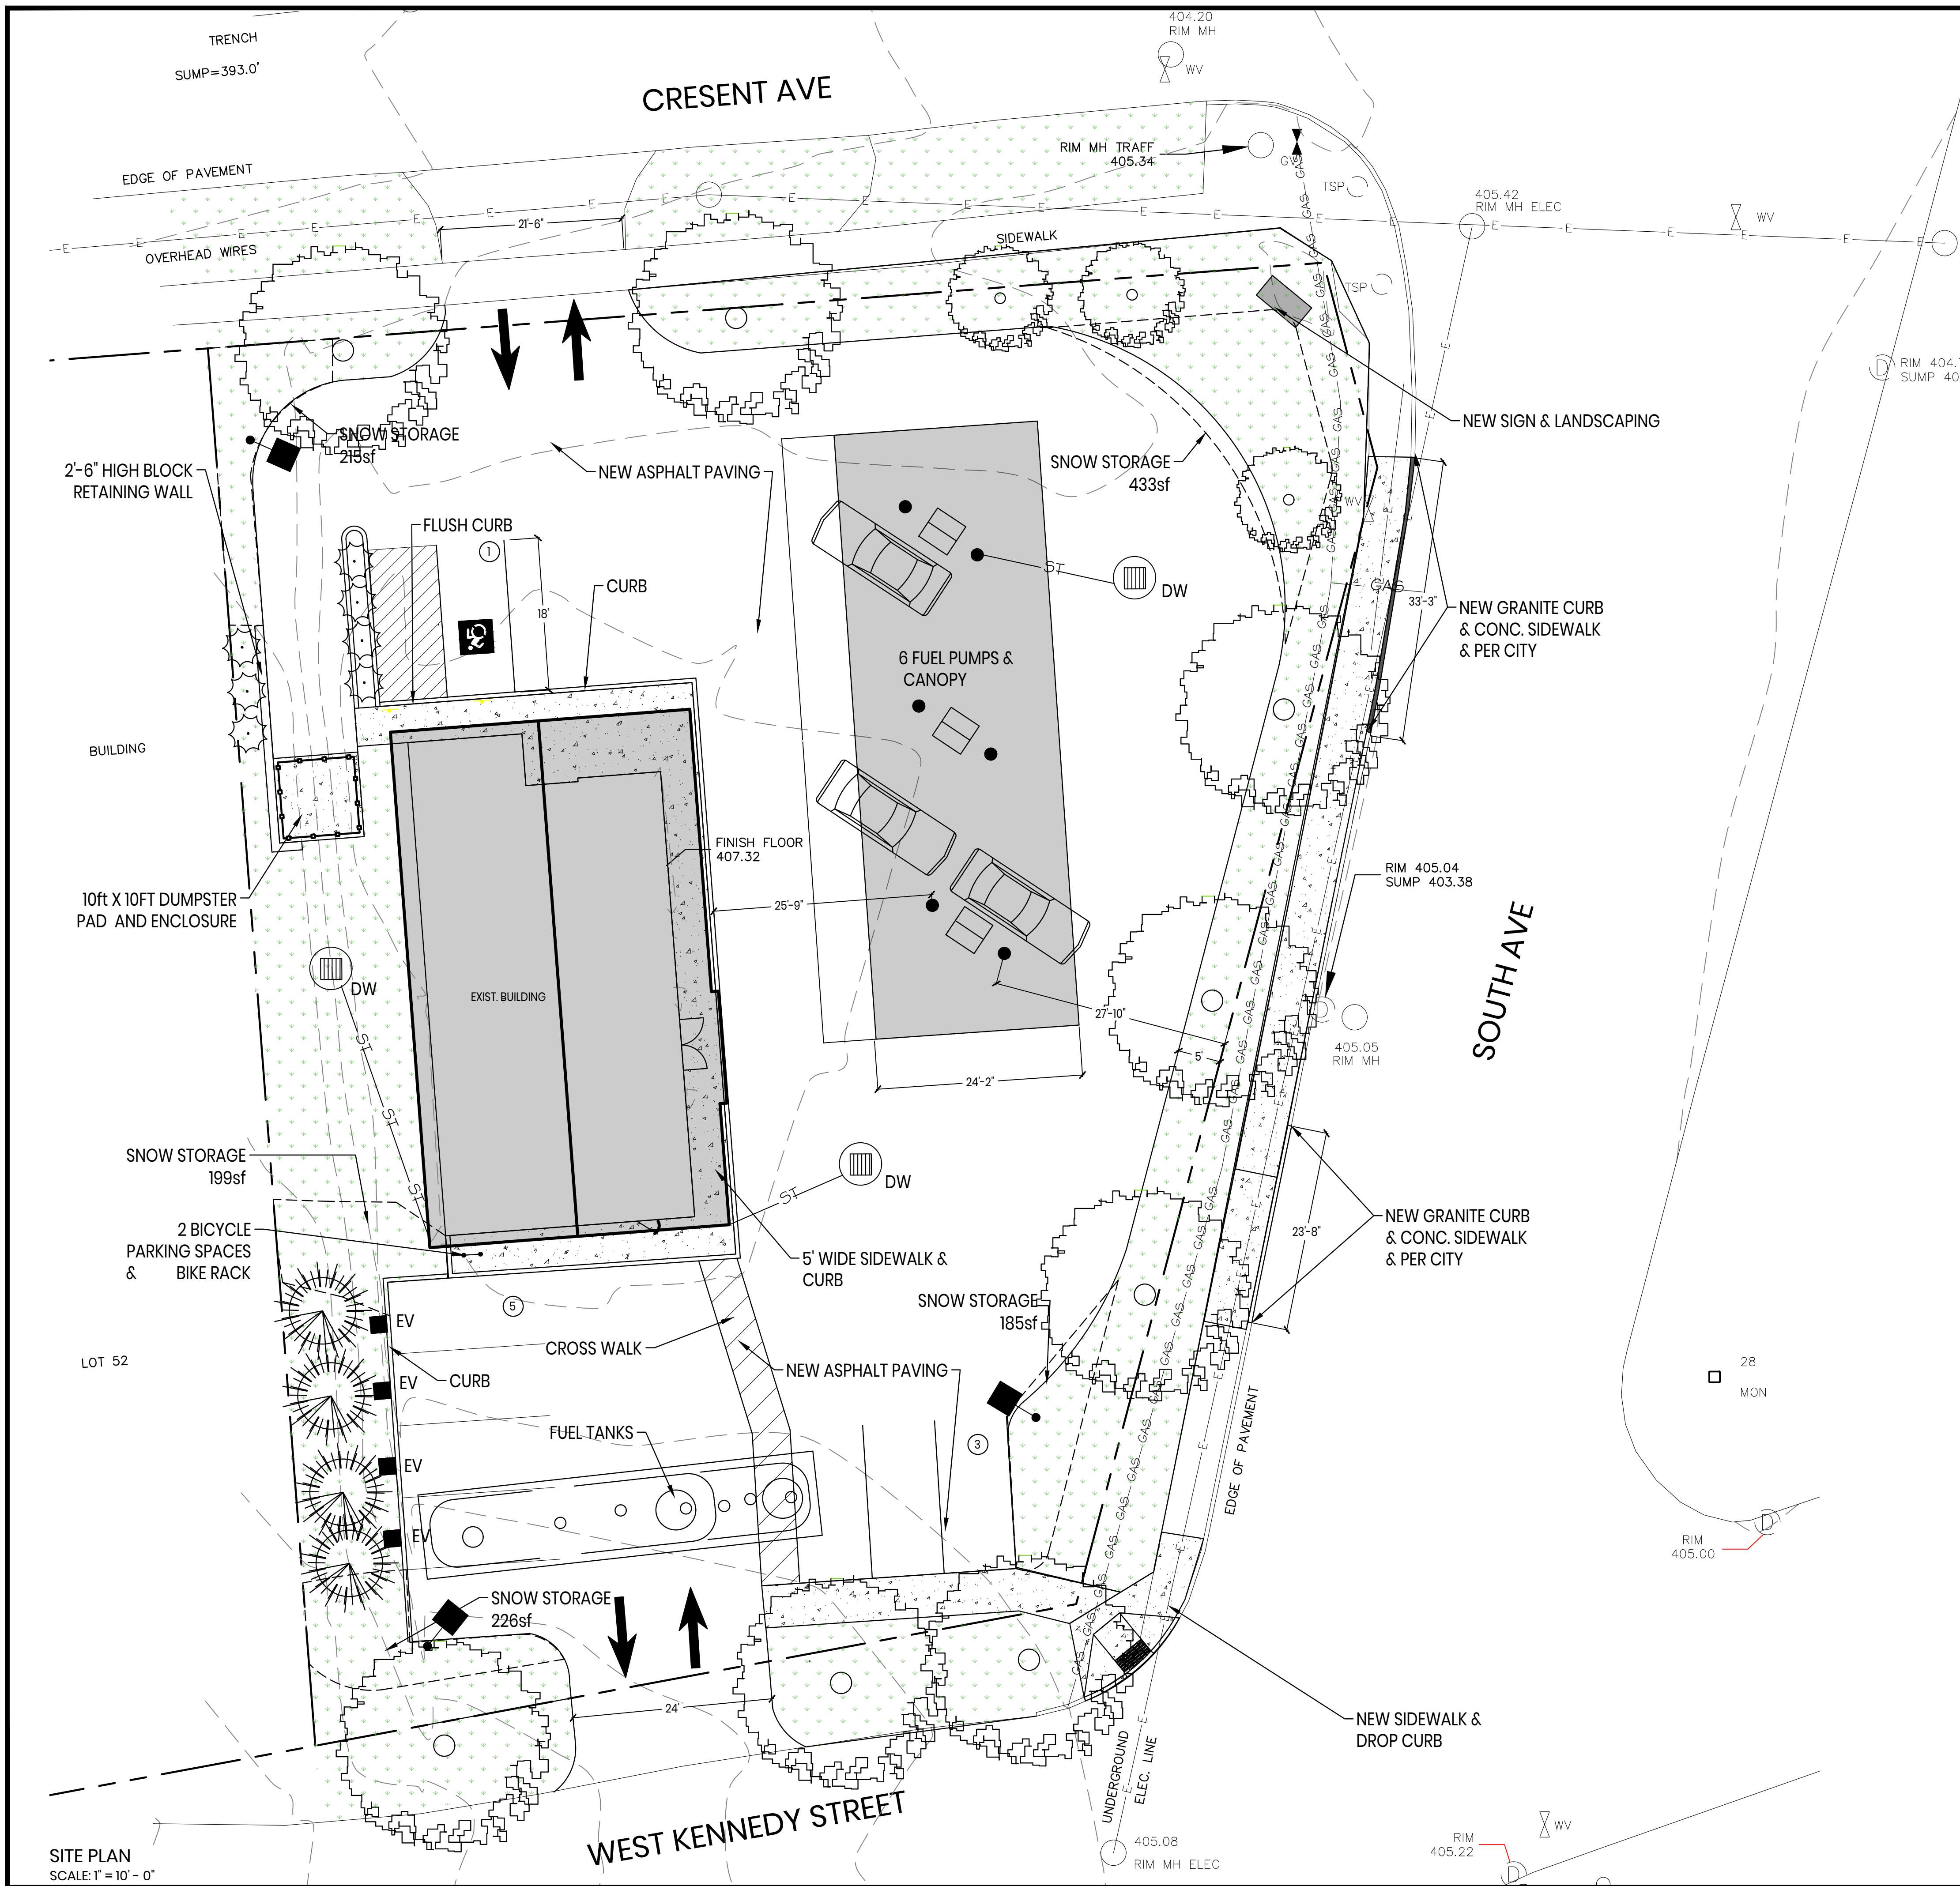 404.20
RIM MH
TRENCH
SUMP=393.0'
WV
CRESENT AVE
EDGE OF PAVEMENT
RIM MH TRAFF
405.34
GV
TSP
405.42
RIM MH ELEC
WV
21'-6"
OVERHEAD WIRES
SIDEWALK
TSP
NEW SIGN & LANDSCAPING
SNOW STORAGE
215sf
2'-6" HIGH BLOCK
RETAINING WALL
NEW ASPHALT PAVING
SNOW STORAGE
433sf
WV
FLUSH CURB
1
CURB
18'
ST
DW
GAS
33'-3"
NEW GRANITE CURB
& CONC. SIDEWALK
& PER CITY
6 FUEL PUMPS &
CANOPY
BUILDING
FINISH FLOOR
407.32
RIM 405.04
SUMP 403.38
10ft X 10FT DUMPSTER
PAD AND ENCLOSURE
25'-9"
SOUTH AVE
DW
EXIST. BUILDING
27'-10"
405.05
RIM MH
ST
5'
24'-2"
ST
SNOW STORAGE
199sf
DW
ST
ST
2 BICYCLE
PARKING SPACES
& BIKE RACK
5' WIDE SIDEWALK &
CURB
23'-8"
NEW GRANITE CURB
& CONC. SIDEWALK
& PER CITY
SNOW STORAGE
185sf
5
EV
CROSS WALK
LOT 52
EV
CURB
NEW ASPHALT PAVING
28
MON
FUEL TANKS
3
EDGE OF PAVEMENT
EV
EV
D
RIM
405.00
SNOW STORAGE
226sf
24'
NEW SIDEWALK &
DROP CURB
UNDERGROUND
ELEC. LINE
WEST KENNEDY STREET
405.08
RIM MH ELEC
WV
RIM
405.22
D
SITE PLAN
SCALE: 1" = 10' - 0"